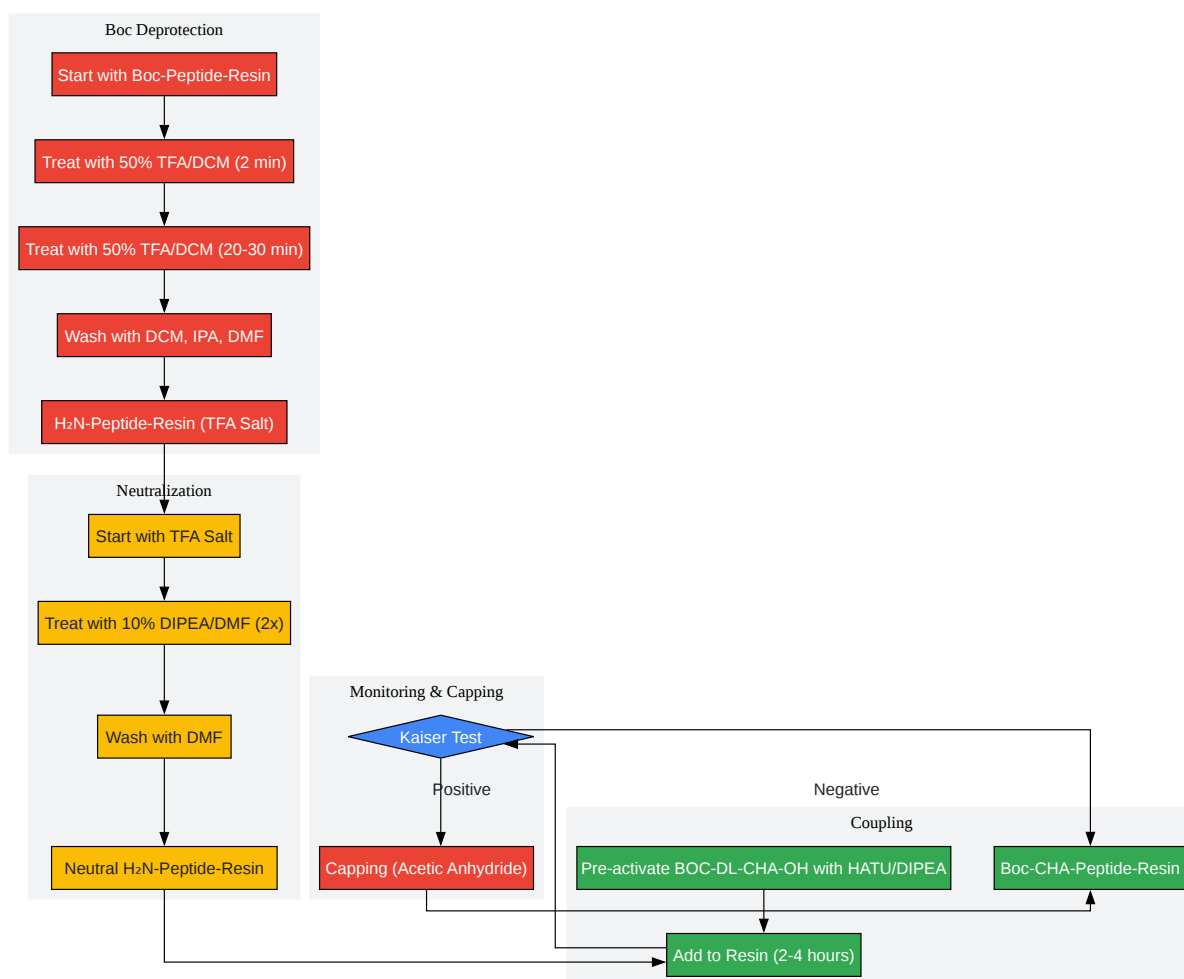 Boc Deprotection
Start with Boc-Peptide-Resin
Treat with 50% TFA/DCM (2 min)
Treat with 50% TFA/DCM (20-30 min)
Wash with DCM, IPA, DMF
H₂N-Peptide-Resin (TFA Salt)
Neutralization
Start with TFA Salt
Treat with 10% DIPEA/DMF (2x)
Wash with DMF
Neutral H₂N-Peptide-Resin
Monitoring & Capping
Kaiser Test
Positive
Negative
Capping (Acetic Anhydride)
Coupling
Pre-activate BOC-DL-CHA-OH with HATU/DIPEA
Boc-CHA-Peptide-Resin
Add to Resin (2-4 hours)